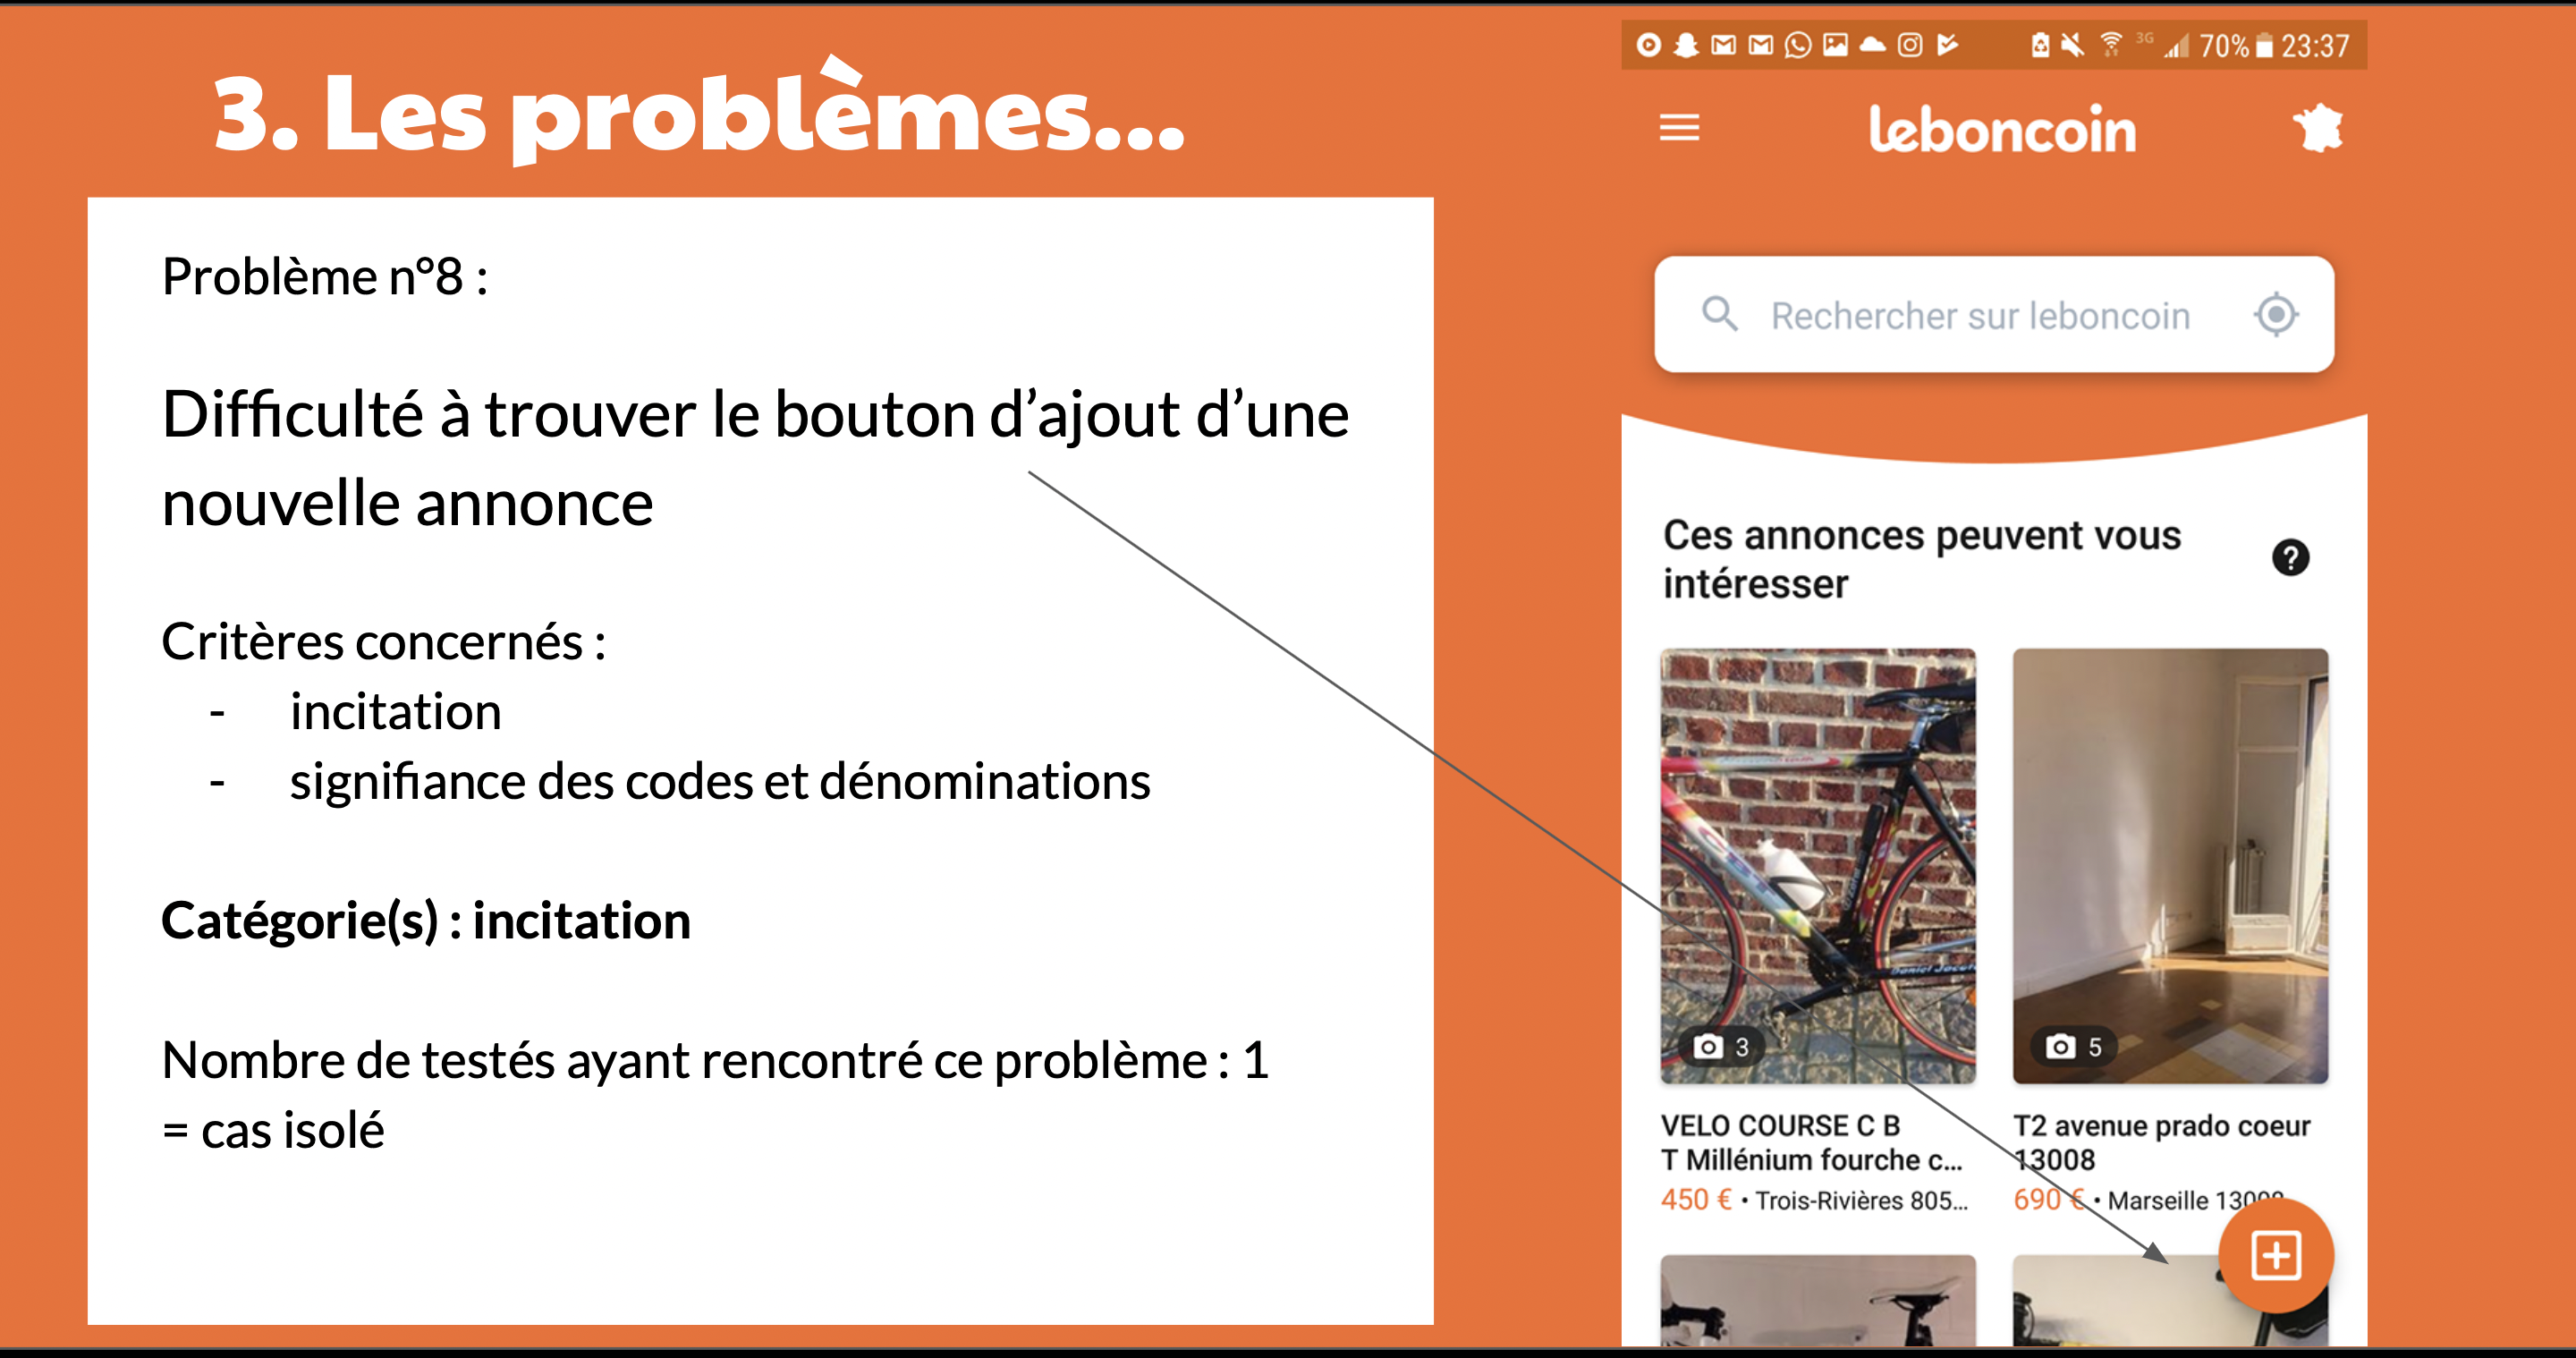 3. Les problèmes...
Problème n°8 :
Difficulté à trouver le bouton d’ajout d’une
nouvelle annonce
Critères concernés :
- incitation
- signifiance des codes et dénominations
Catégorie(s) : incitation
Nombre de testés ayant rencontré ce problème : 1
= cas isolé
3G 70% 23:37
leboncoin
Rechercher sur leboncoin
Ces annonces peuvent vous
intéresser
?
3
5
VELO COURSE C B
T Millénium fourche c...
450 € • Trois-Rivières 805...
T2 avenue prado coeur
13008
690 € • Marseille